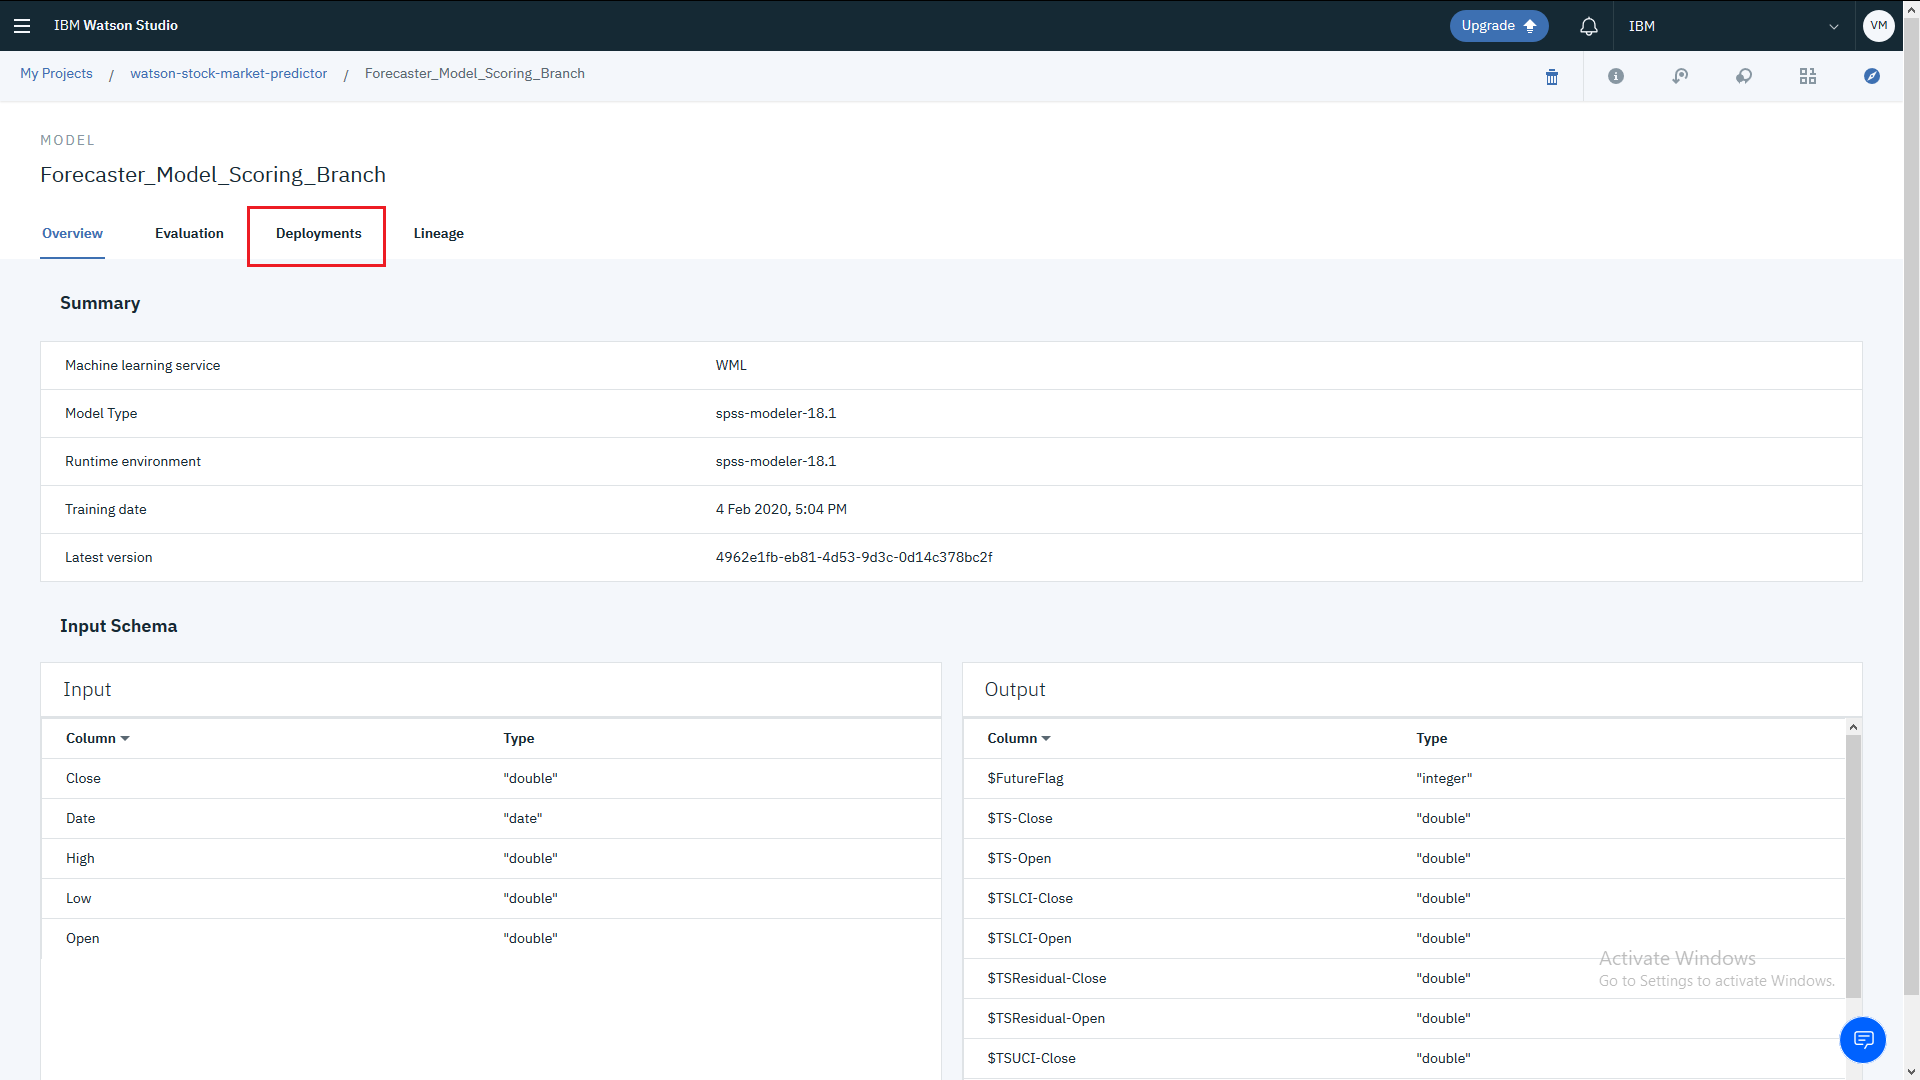 IBM Watson Studio
Upgrade
IBM
VM
My Projects / watson-stock-market-predictor / Forecaster_Model_Scoring_Branch
MODEL
Forecaster_Model_Scoring_Branch
Overview Evaluation Deployments Lineage
Summary
Machine learning service WML
Model Type spss-modeler-18.1
Runtime environment spss-modeler-18.1
Training date 4 Feb 2020, 5:04 PM
Latest version 4962e1fb-eb81-4d53-9d3c-0d14c378bc2f
Input Schema
Input
Column Type
Close "double"
Date "date"
High "double"
Low "double"
Open "double"
Output
Column Type
$FutureFlag "integer"
$TS-Close "double"
$TS-Open "double"
$TSLCI-Close "double"
$TSLCI-Open "double"
$TSResidual-Close "double"
$TSResidual-Open "double"
$TSUCI-Close "double"
Activate Windows
Go to Settings to activate Windows.